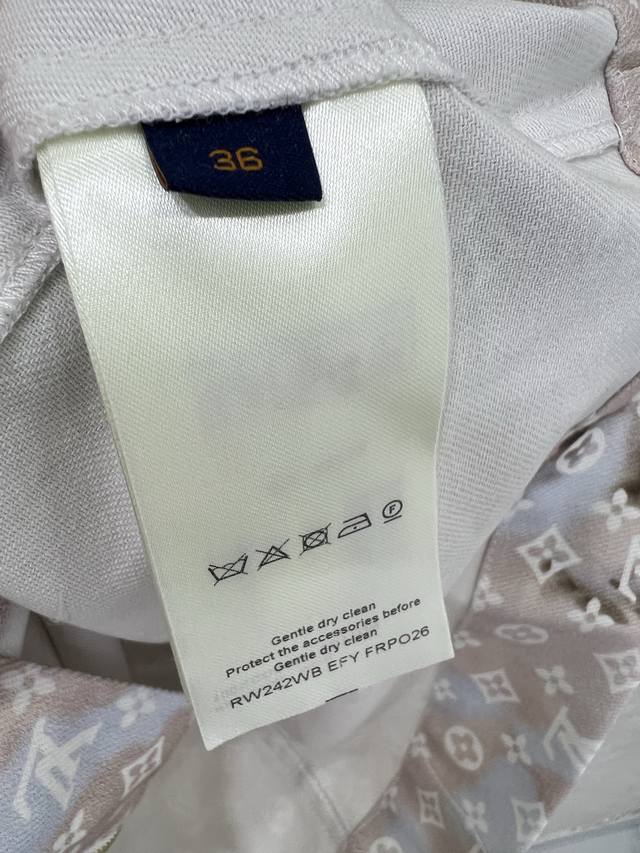 36
F
Gentle dry clean
Protect the accessories before
Gentle dry clean
RW242WB EFY FRPO26